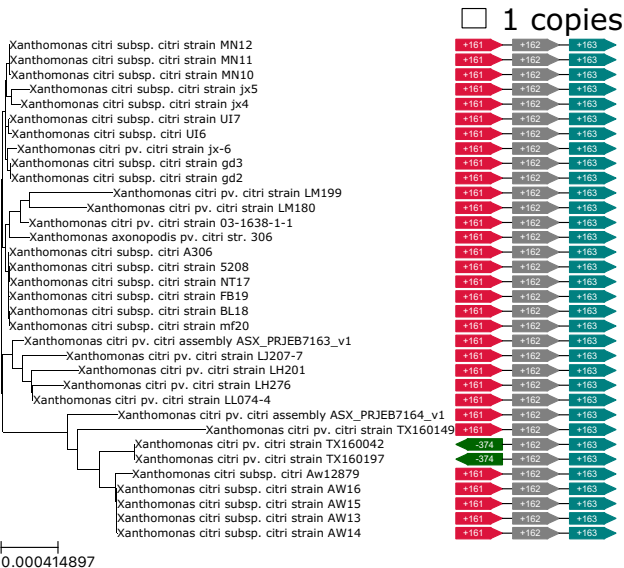 1 copies
Xanthomonas citri subsp. citri strain MN12 +161 +162 +163
Xanthomonas citri subsp. citri strain MN11 +161 +162 +163
Xanthomonas citri subsp. citri strain MN10 +161 +162 +163
Xanthomonas citri subsp. citri strain jx5 +161 +162 +163
Xanthomonas citri subsp. citri strain jx4 +161 +162 +163
Xanthomonas citri subsp. citri strain UI7 +161 +162 +163
Xanthomonas citri subsp. citri UI6 +161 +162 +163
Xanthomonas citri pv. citri strain jx-6 +161 +162 +163
Xanthomonas citri subsp. citri strain gd3 +161 +162 +163
Xanthomonas citri subsp. citri strain gd2 +161 +162 +163
Xanthomonas citri pv. citri strain LM199 +161 +162 +163
Xanthomonas citri pv. citri strain LM180 +161 +162 +163
Xanthomonas citri pv. citri strain 03-1638-1-1 +161 +162 +163
Xanthomonas axonopodis pv. citri str. 306 +161 +162 +163
Xanthomonas citri subsp. citri A306 +161 +162 +163
Xanthomonas citri subsp. citri strain 5208 +161 +162 +163
Xanthomonas citri subsp. citri strain NT17 +161 +162 +163
Xanthomonas citri subsp. citri strain FB19 +161 +162 +163
Xanthomonas citri subsp. citri strain BL18 +161 +162 +163
Xanthomonas citri subsp. citri strain mf20 +161 +162 +163
Xanthomonas citri pv. citri assembly ASX_PRJEB7163_v1 +161 +162 +163
Xanthomonas citri pv. citri strain LJ207-7 +161 +162 +163
Xanthomonas citri pv. citri strain LH201 +161 +162 +163
Xanthomonas citri pv. citri strain LH276 +161 +162 +163
Xanthomonas citri pv. citri strain LL074-4 +161 +162 +163
Xanthomonas citri pv. citri assembly ASX_PRJEB7164_v1 +161 +162 +163
Xanthomonas citri pv. citri strain TX160149 +161 +162 +163
Xanthomonas citri pv. citri strain TX160042 -374 +162 +163
Xanthomonas citri pv. citri strain TX160197 -374 +162 +163
Xanthomonas citri subsp. citri Aw12879 +161 +162 +163
Xanthomonas citri subsp. citri strain AW16 +161 +162 +163
Xanthomonas citri subsp. citri strain AW15 +161 +162 +163
Xanthomonas citri subsp. citri strain AW13 +161 +162 +163
Xanthomonas citri subsp. citri strain AW14 +161 +162 +163
0.000414897